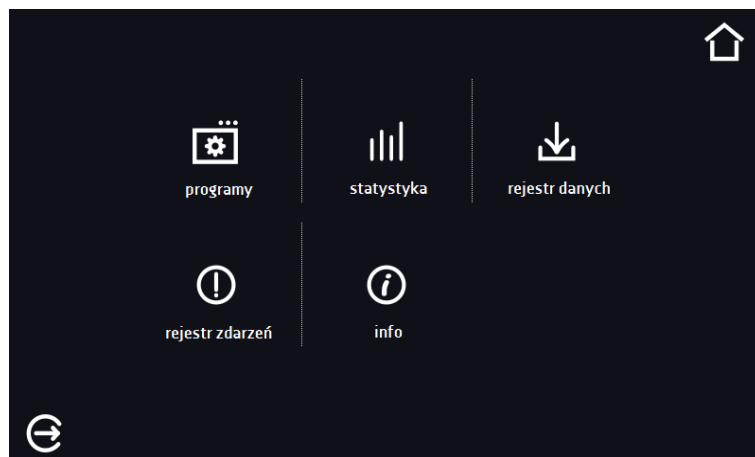 programy
statystyka
rejestr danych
rejestr zdarzeń
info